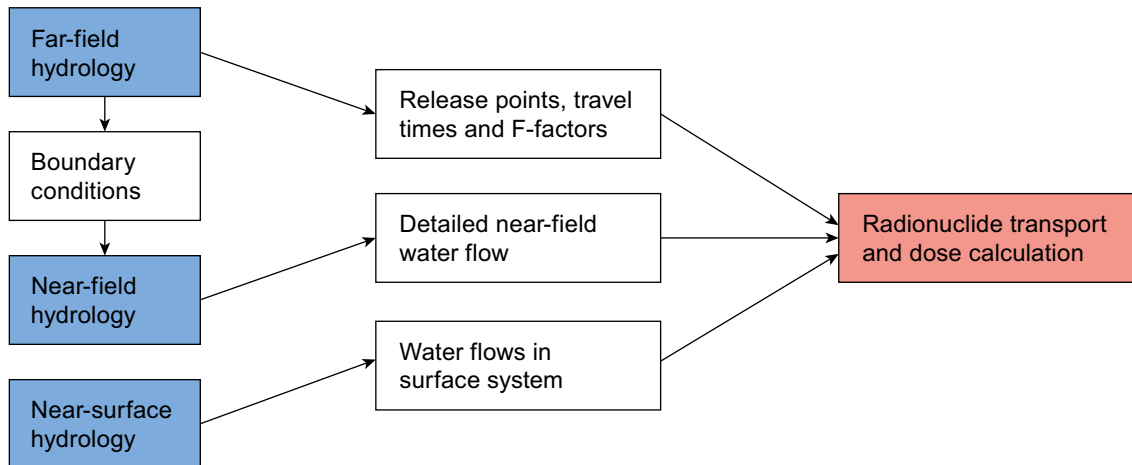 Far-field
hydrology
Boundary
conditions
Near-field
hydrology
Near-surface
hydrology
Release points, travel
times and F-factors
Detailed near-field
water flow
Water flows in
surface system
Radionuclide transport
and dose calculation